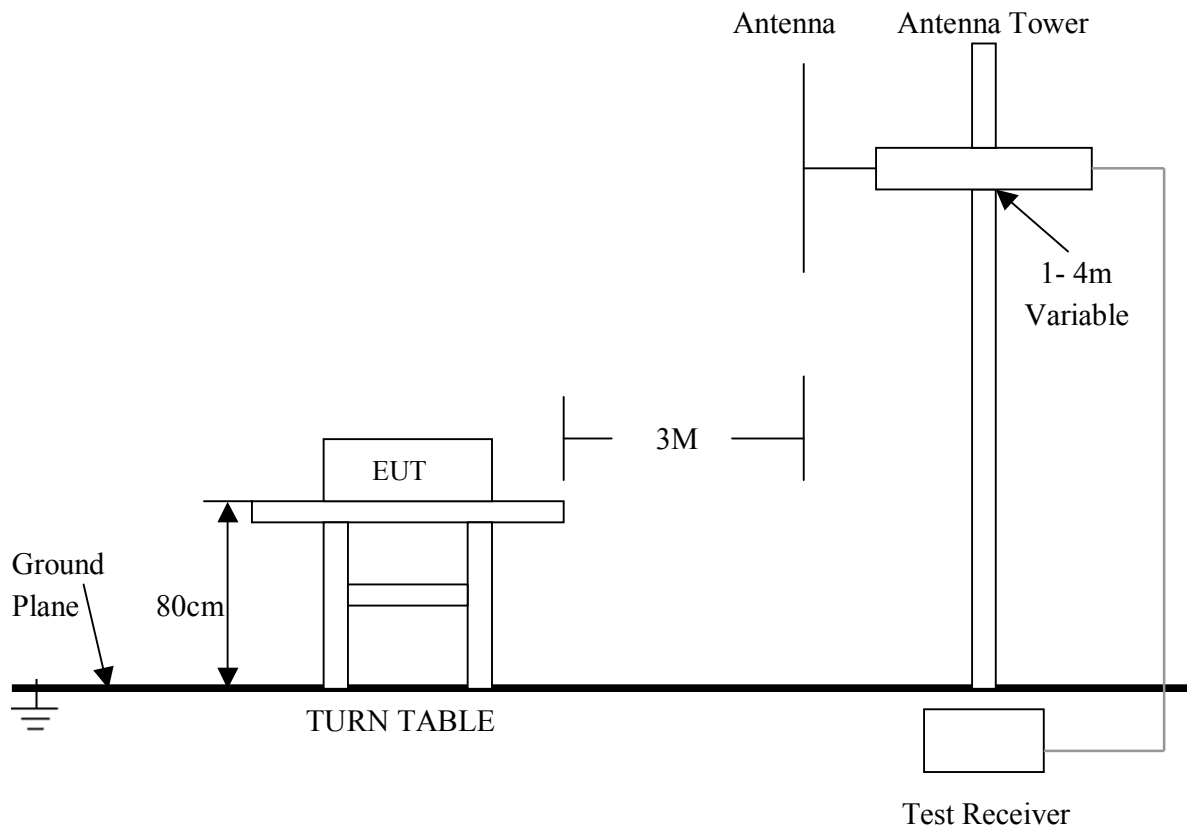 Antenna
Antenna Tower
1- 4m
Variable
3M
EUT
Ground
Plane
80cm
TURN TABLE
Test Receiver